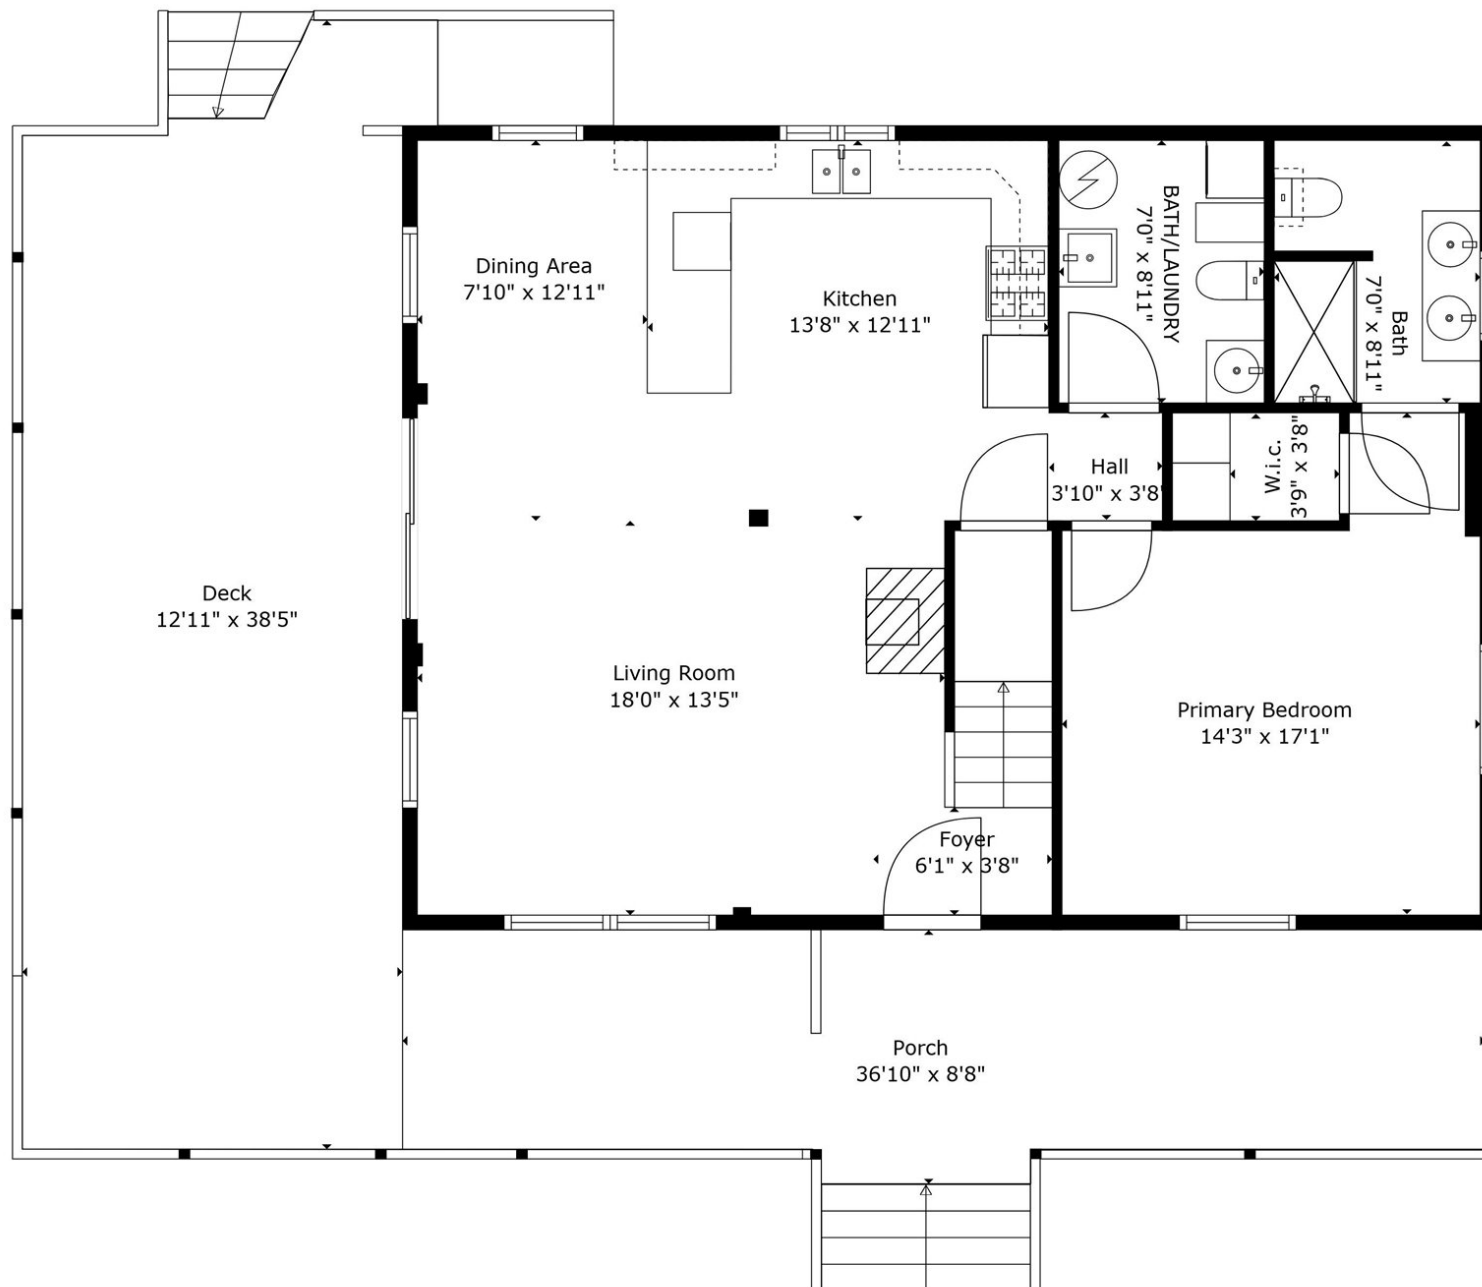 Dining Area
7'10" x 12'11"
Kitchen
13'8" x 12'11"
BATH/LAUNDRY
7'0" x 8'11"
Bath
7'0" x 8'11"
Hall
3'10" x 3'8"
W.i.c.
3'9" x 3'8"
Deck
12'11" x 38'5"
Living Room
18'0" x 13'5"
Primary Bedroom
14'3" x 17'1"
Foyer
6'1" x 3'8"
Porch
36'10" x 8'8"